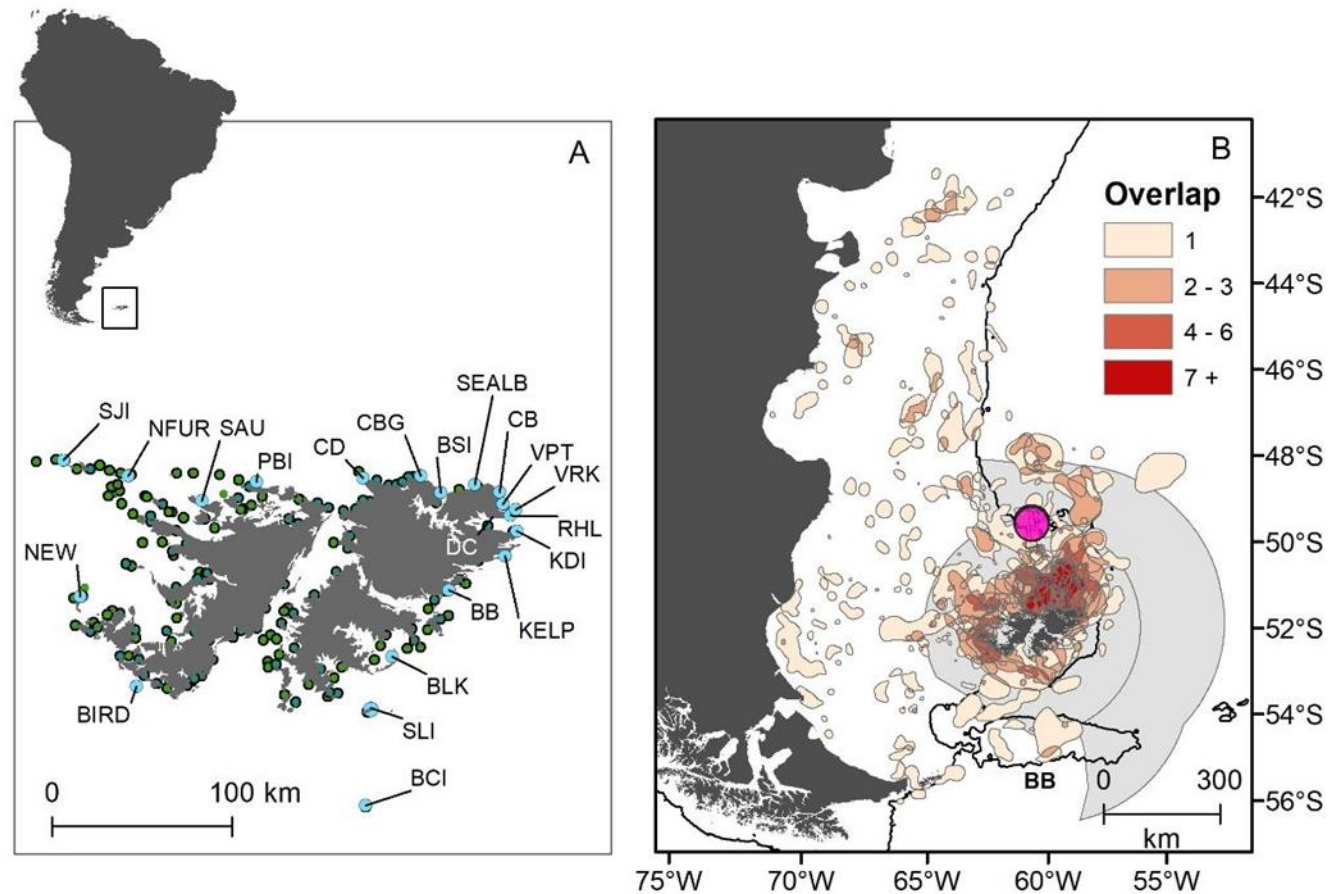 A
SEALB
SJI
NFUR
SAU
PBI
CD
CBG
BSI
CB
VPT
VRK
RHL
DC
KDI
NEW
BB
KELP
BLK
BIRD
SLI
BCI
0 100 km
B
Overlap
1
2 - 3
4 - 6
7 +
42°S
44°S
46°S
48°S
50°S
52°S
54°S
56°S
BB
0 300
km
75°W 70°W 65°W 60°W 55°W